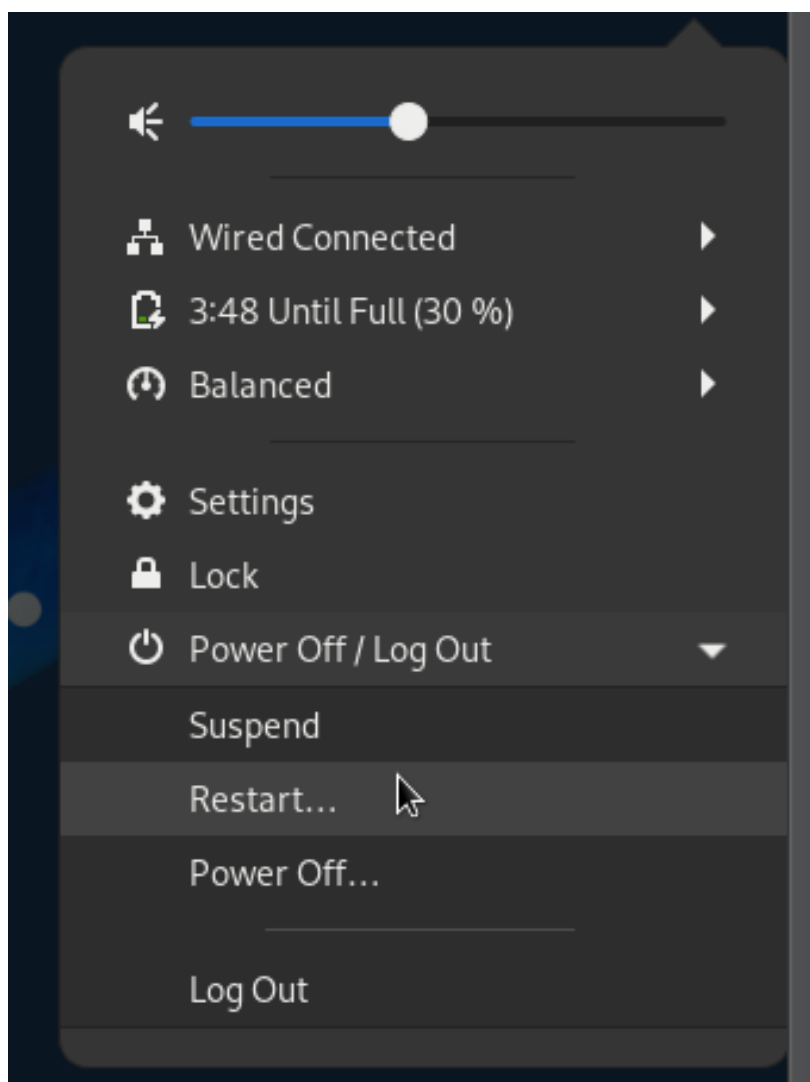 Wired Connected
3:48 Until Full (30 %)
Balanced
Settings
Lock
Power Off / Log Out
Suspend
Restart…
Power Off…
Log Out